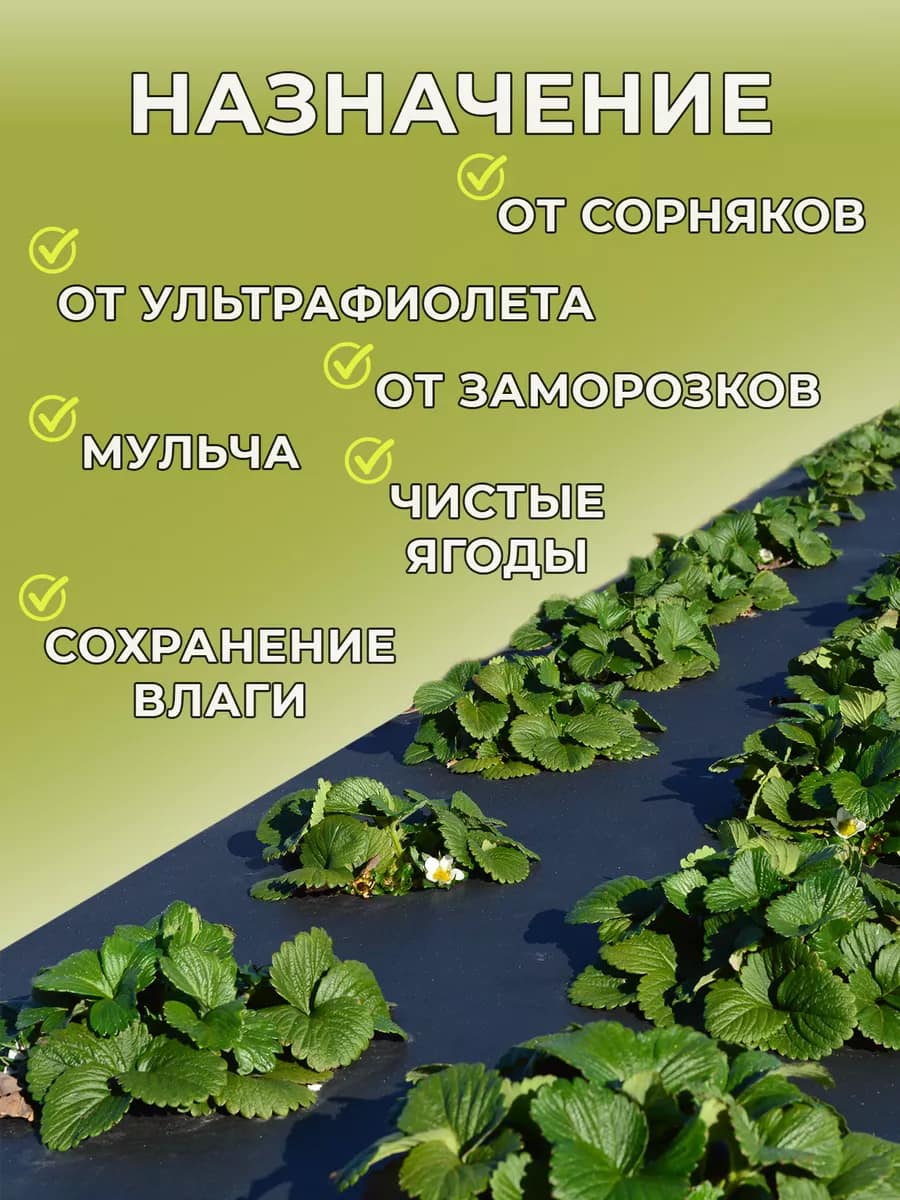 НАЗНАЧЕНИЕ
ОТ СОРНЯКОВ
ОТ УЛЬТРАФИОЛЕТА
ОТ ЗАМОРОЗКОВ
МУЛЬЧА
ЧИСТЫЕ
ЯГОДЫ
СОХРАНЕНИЕ
ВЛАГИ